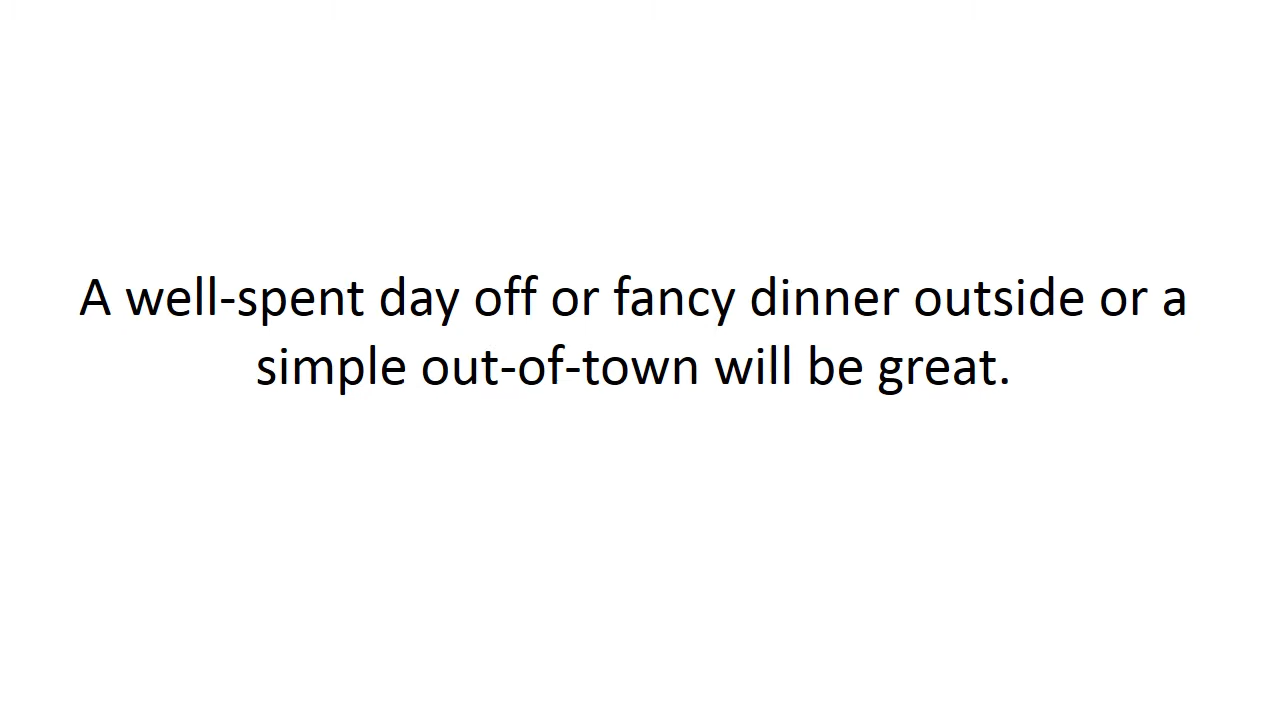 A well-spent day off or fancy dinner outside or a
simple out-of-town will be great.